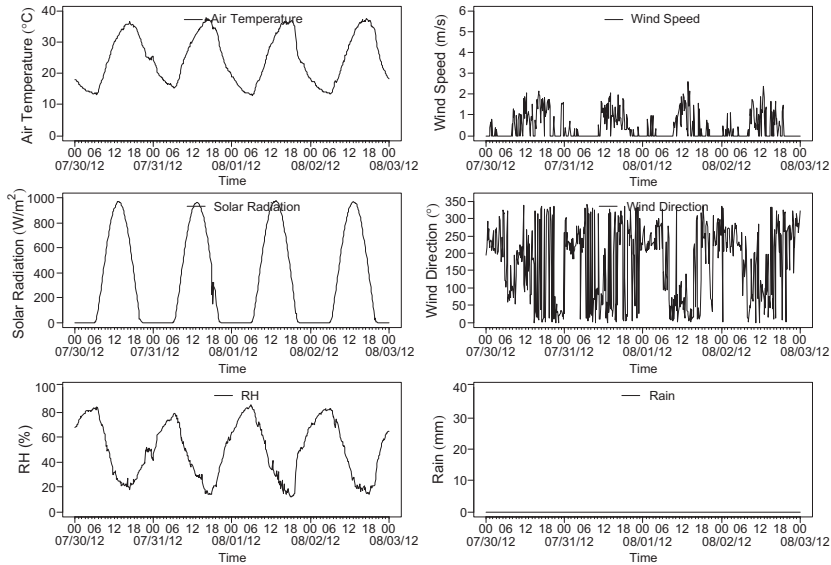 Air Temperature (°C)
40
30
20
10
0
Air Temperature
00 06 12 18 00 06 12 18 00 06 12 18 00 06 12 18 00
07/30/12 07/31/12 08/01/12 08/02/12 08/03/12
Time
Wind Speed (m/s)
6
5
4
3
2
1
0
Wind Speed
00 06 12 18 00 06 12 18 00 06 12 18 00 06 12 18 00
07/30/12 07/31/12 08/01/12 08/02/12 08/03/12
Time
Solar Radiation (W/m²)
1000
800
600
400
200
0
Solar Radiation
00 06 12 18 00 06 12 18 00 06 12 18 00 06 12 18 00
07/30/12 07/31/12 08/01/12 08/02/12 08/03/12
Time
Wind Direction (°)
350
300
250
200
150
100
50
0
Wind Direction
00 06 12 18 00 06 12 18 00 06 12 18 00 06 12 18 00
07/30/12 07/31/12 08/01/12 08/02/12 08/03/12
Time
RH (%)
100
80
60
40
20
0
RH
00 06 12 18 00 06 12 18 00 06 12 18 00 06 12 18 00
07/30/12 07/31/12 08/01/12 08/02/12 08/03/12
Time
Rain (mm)
40
30
20
10
0
Rain
00 06 12 18 00 06 12 18 00 06 12 18 00 06 12 18 00
07/30/12 07/31/12 08/01/12 08/02/12 08/03/12
Time